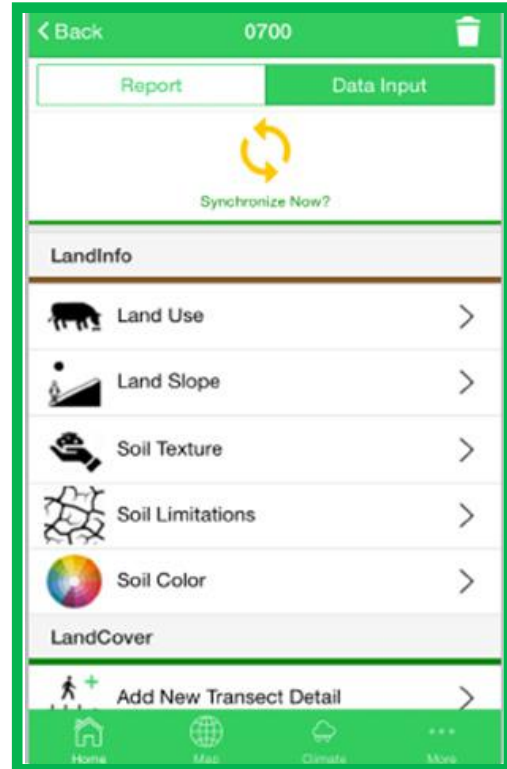 Back 0700
Report Data Input
Synchronize Now?
LandInfo
Land Use
Land Slope
Soil Texture
Soil Limitations
Soil Color
LandCover
Add New Transect Detail
Home Map Climate More